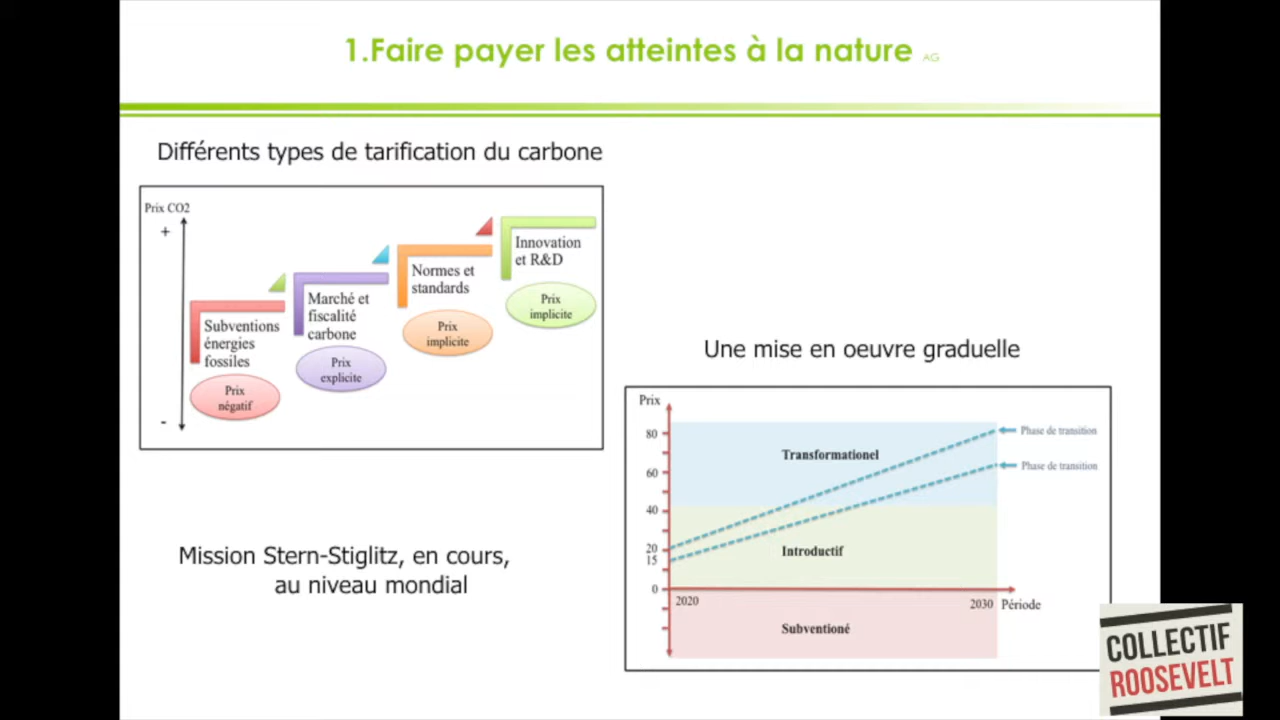 1.Faire payer les atteintes à la nature AG
Différents types de tarification du carbone
Prix CO2
+
-
Subventions
énergies
fossiles
Prix
négatif
Marché et
fiscalité
carbone
Prix
explicite
Normes et
standards
Prix
implicite
Innovation
et R&D
Prix
implicite
Une mise en oeuvre graduelle
Prix
80
60
40
20
15
0
Phase de transition
Phase de transition
Transformationel
Introductif
2020
2030 Période
Subventioné
Mission Stern-Stiglitz, en cours,
au niveau mondial
COLLECTIF
ROOSEVELT